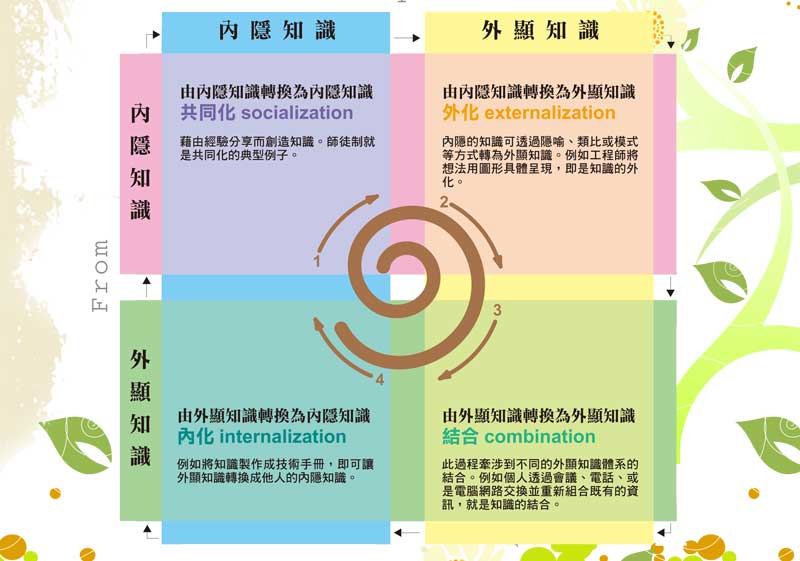 內隱知識
外顯知識
內隱知識
由內隱知識轉換為內隱知識
共同化 socialization
藉由經驗分享而創造知識。師徒制就
是共同化的典型例子。
由內隱知識轉換為外顯知識
外化 externalization
內隱的知識可透過隱喻、類比或模式
等方式轉為外顯知識。例如工程師將
想法用圖形具體呈現，即是知識的外
化。
1
2
From
3
4
外顯知識
由外顯知識轉換為內隱知識
內化 internalization
例如將知識製作成技術手冊，即可讓
外顯知識轉換成他人的內隱知識。
由外顯知識轉換為外顯知識
結合 combination
此過程牽涉到不同的外顯知識體系的
結合。例如個人透過會議、電話、或
是電腦網路交換並重新組合既有的資
訊，就是知識的結合。